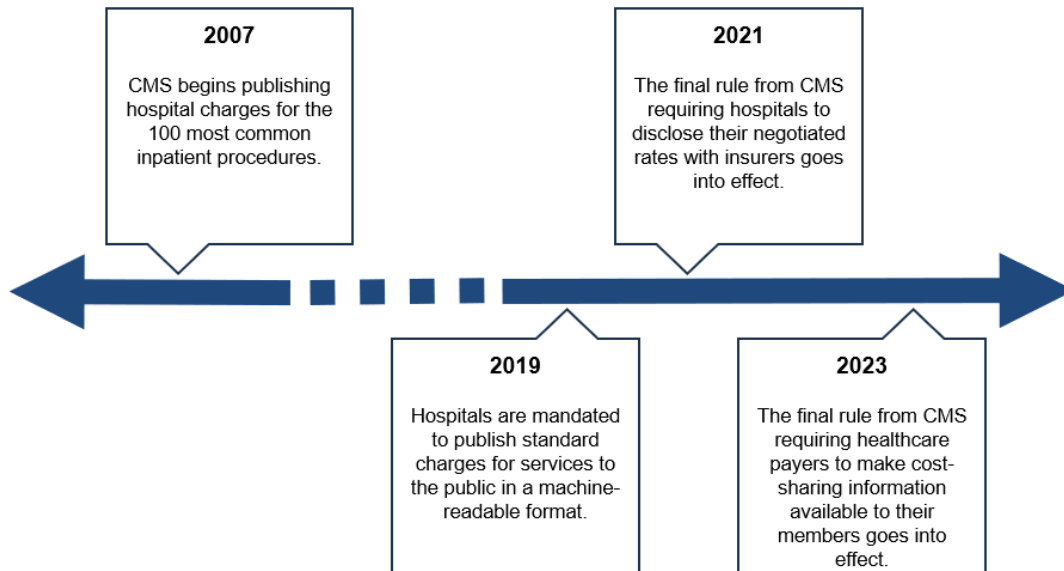 2007
CMS begins publishing
hospital charges for the
100 most common
inpatient procedures.
2021
The final rule from CMS
requiring hospitals to
disclose their negotiated
rates with insurers goes
into effect.
2019
Hospitals are mandated
to publish standard
charges for services to
the public in a machine-
readable format.
2023
The final rule from CMS
requiring healthcare
payers to make cost-
sharing information
available to their
members goes into
effect.